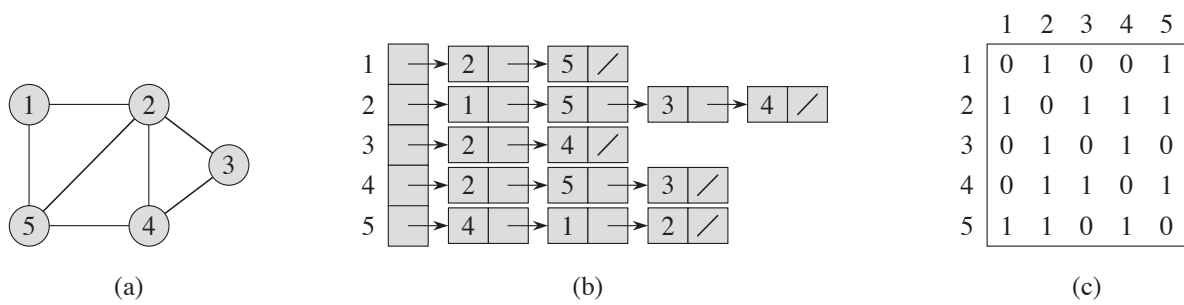 1 2
3
5 4
(a)
1 2 5
2 1 5 3 4
3 2 4
4 2 5 3
5 4 1 2
(b)
1 2 3 4 5
1 0 1 0 0 1
2 1 0 1 1 1
3 0 1 0 1 0
4 0 1 1 0 1
5 1 1 0 1 0
(c)